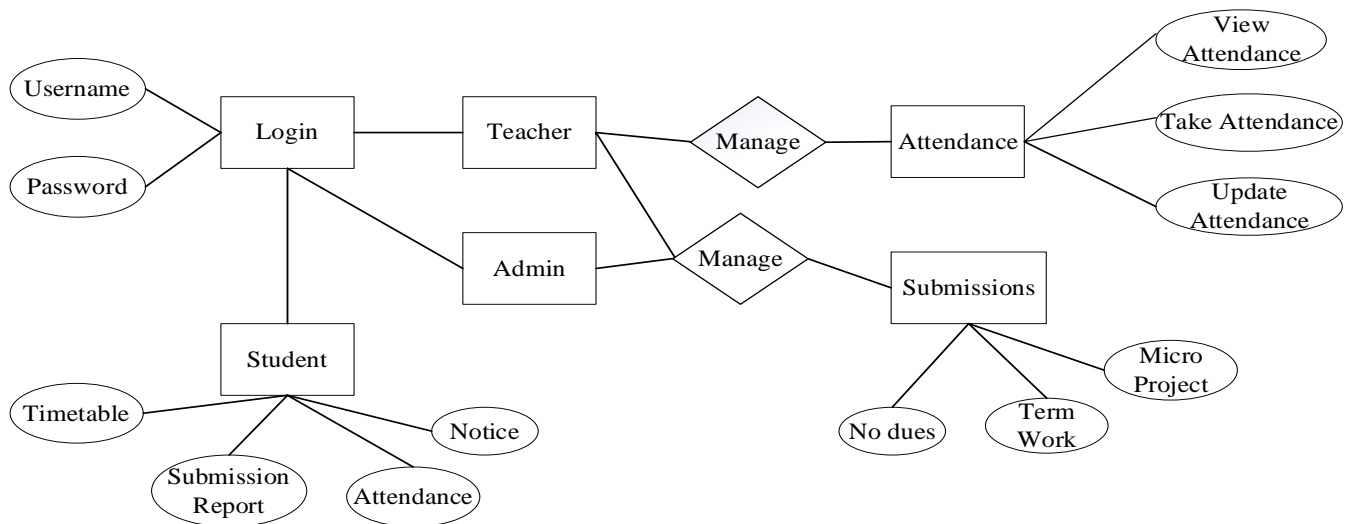 View
Attendance
Username
Login
Teacher
Manage
Attendance
Take Attendance
Password
Update
Attendance
Admin
Manage
Submissions
Student
Micro
Project
Timetable
Notice
No dues
Term
Work
Submission
Report
Attendance